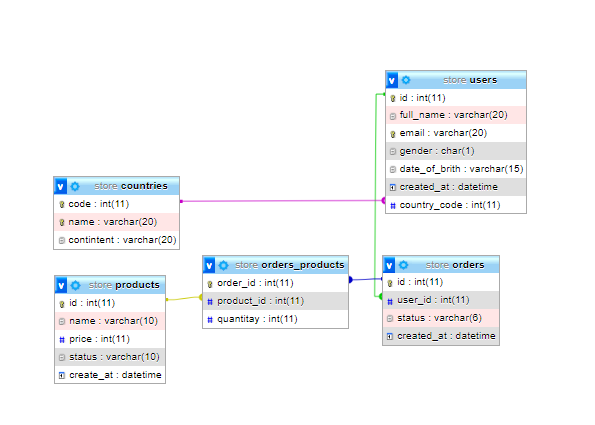 store users
id : int(11)
full_name : varchar(20)
email : varchar(20)
gender : char(1)
date_of_brith : varchar(15)
created_at : datetime
country_code : int(11)
store countries
code : int(11)
name : varchar(20)
contintent : varchar(20)
store orders_products
order_id : int(11)
product_id : int(11)
quantitay : int(11)
store orders
id : int(11)
user_id : int(11)
status : varchar(6)
created_at : datetime
store products
id : int(11)
name : varchar(10)
price : int(11)
status : varchar(10)
create_at : datetime